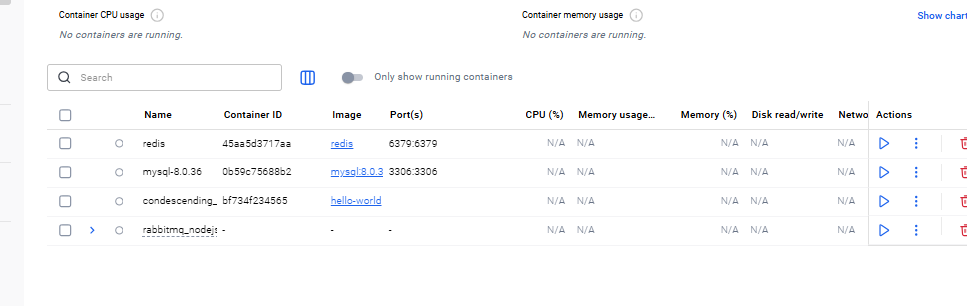 Container CPU usage
Container memory usage
Show chart
No containers are running.
No containers are running.
Search
Only show running containers
Name Container ID Image Port(s) CPU (%) Memory usage... Memory (%) Disk read/write Netwo Actions
redis 45aa5d3717aa redis 6379:6379 N/A N/A N/A N/A N/A
mysql-8.0.36 0b59c75688b2 mysql:8.0.3 3306:3306 N/A N/A N/A N/A N/A
condescending_ bf734f234565 hello-world N/A N/A N/A N/A N/A
rabbitmq_nodejs - - - N/A N/A N/A N/A N/A